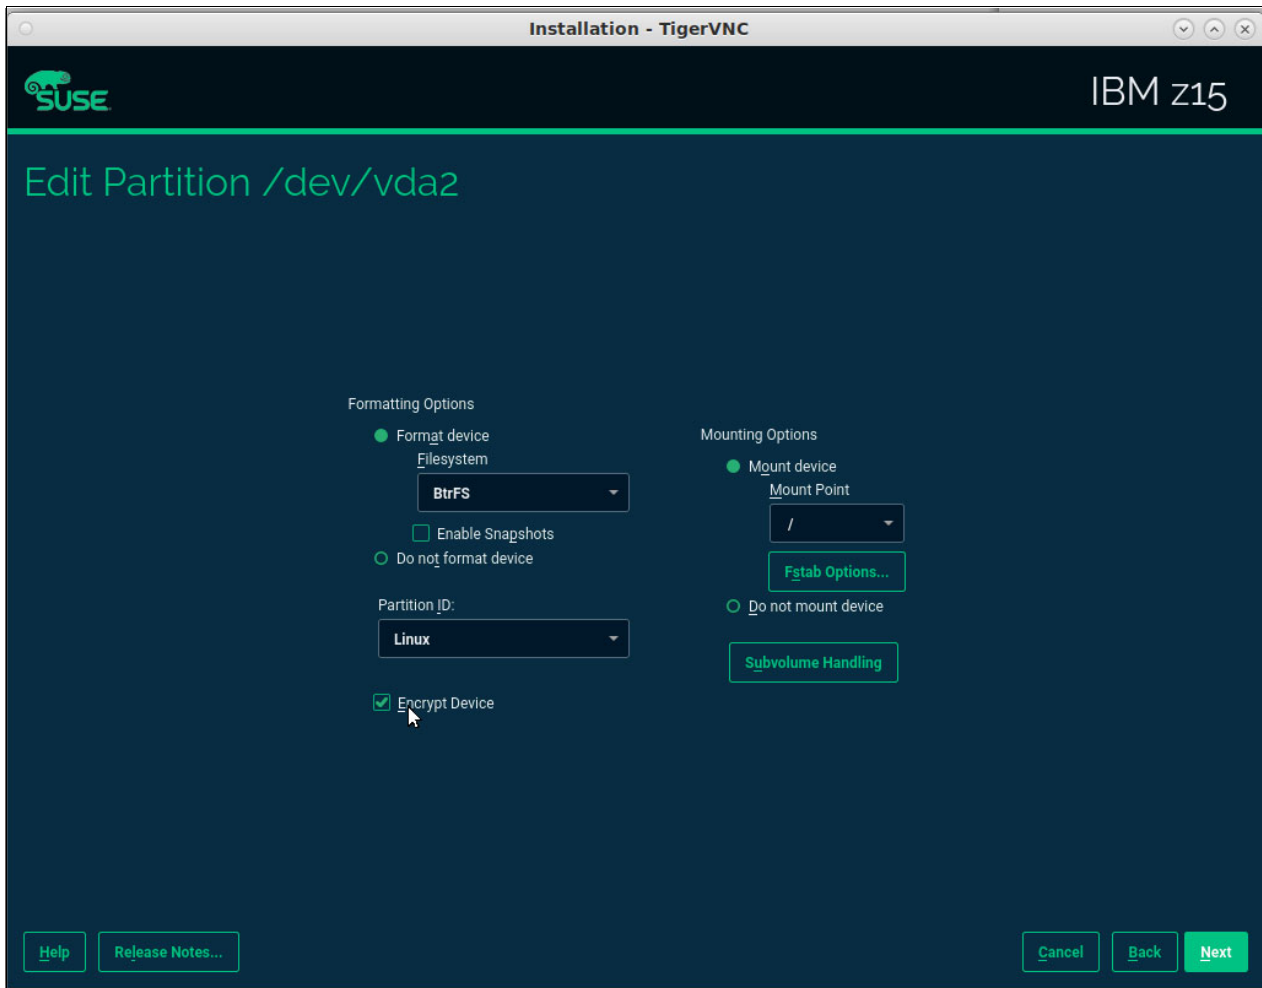 Installation - TigerVNC
SUSE
IBM z15
Edit Partition /dev/vda2
Formatting Options
Format device
Filesystem
BtrFS
Enable Snapshots
Do not format device
Partition ID:
Linux
Encrypt Device
Mounting Options
Mount device
Mount Point
/
Fstab Options...
Do not mount device
Subvolume Handling
Help
Release Notes...
Cancel
Back
Next